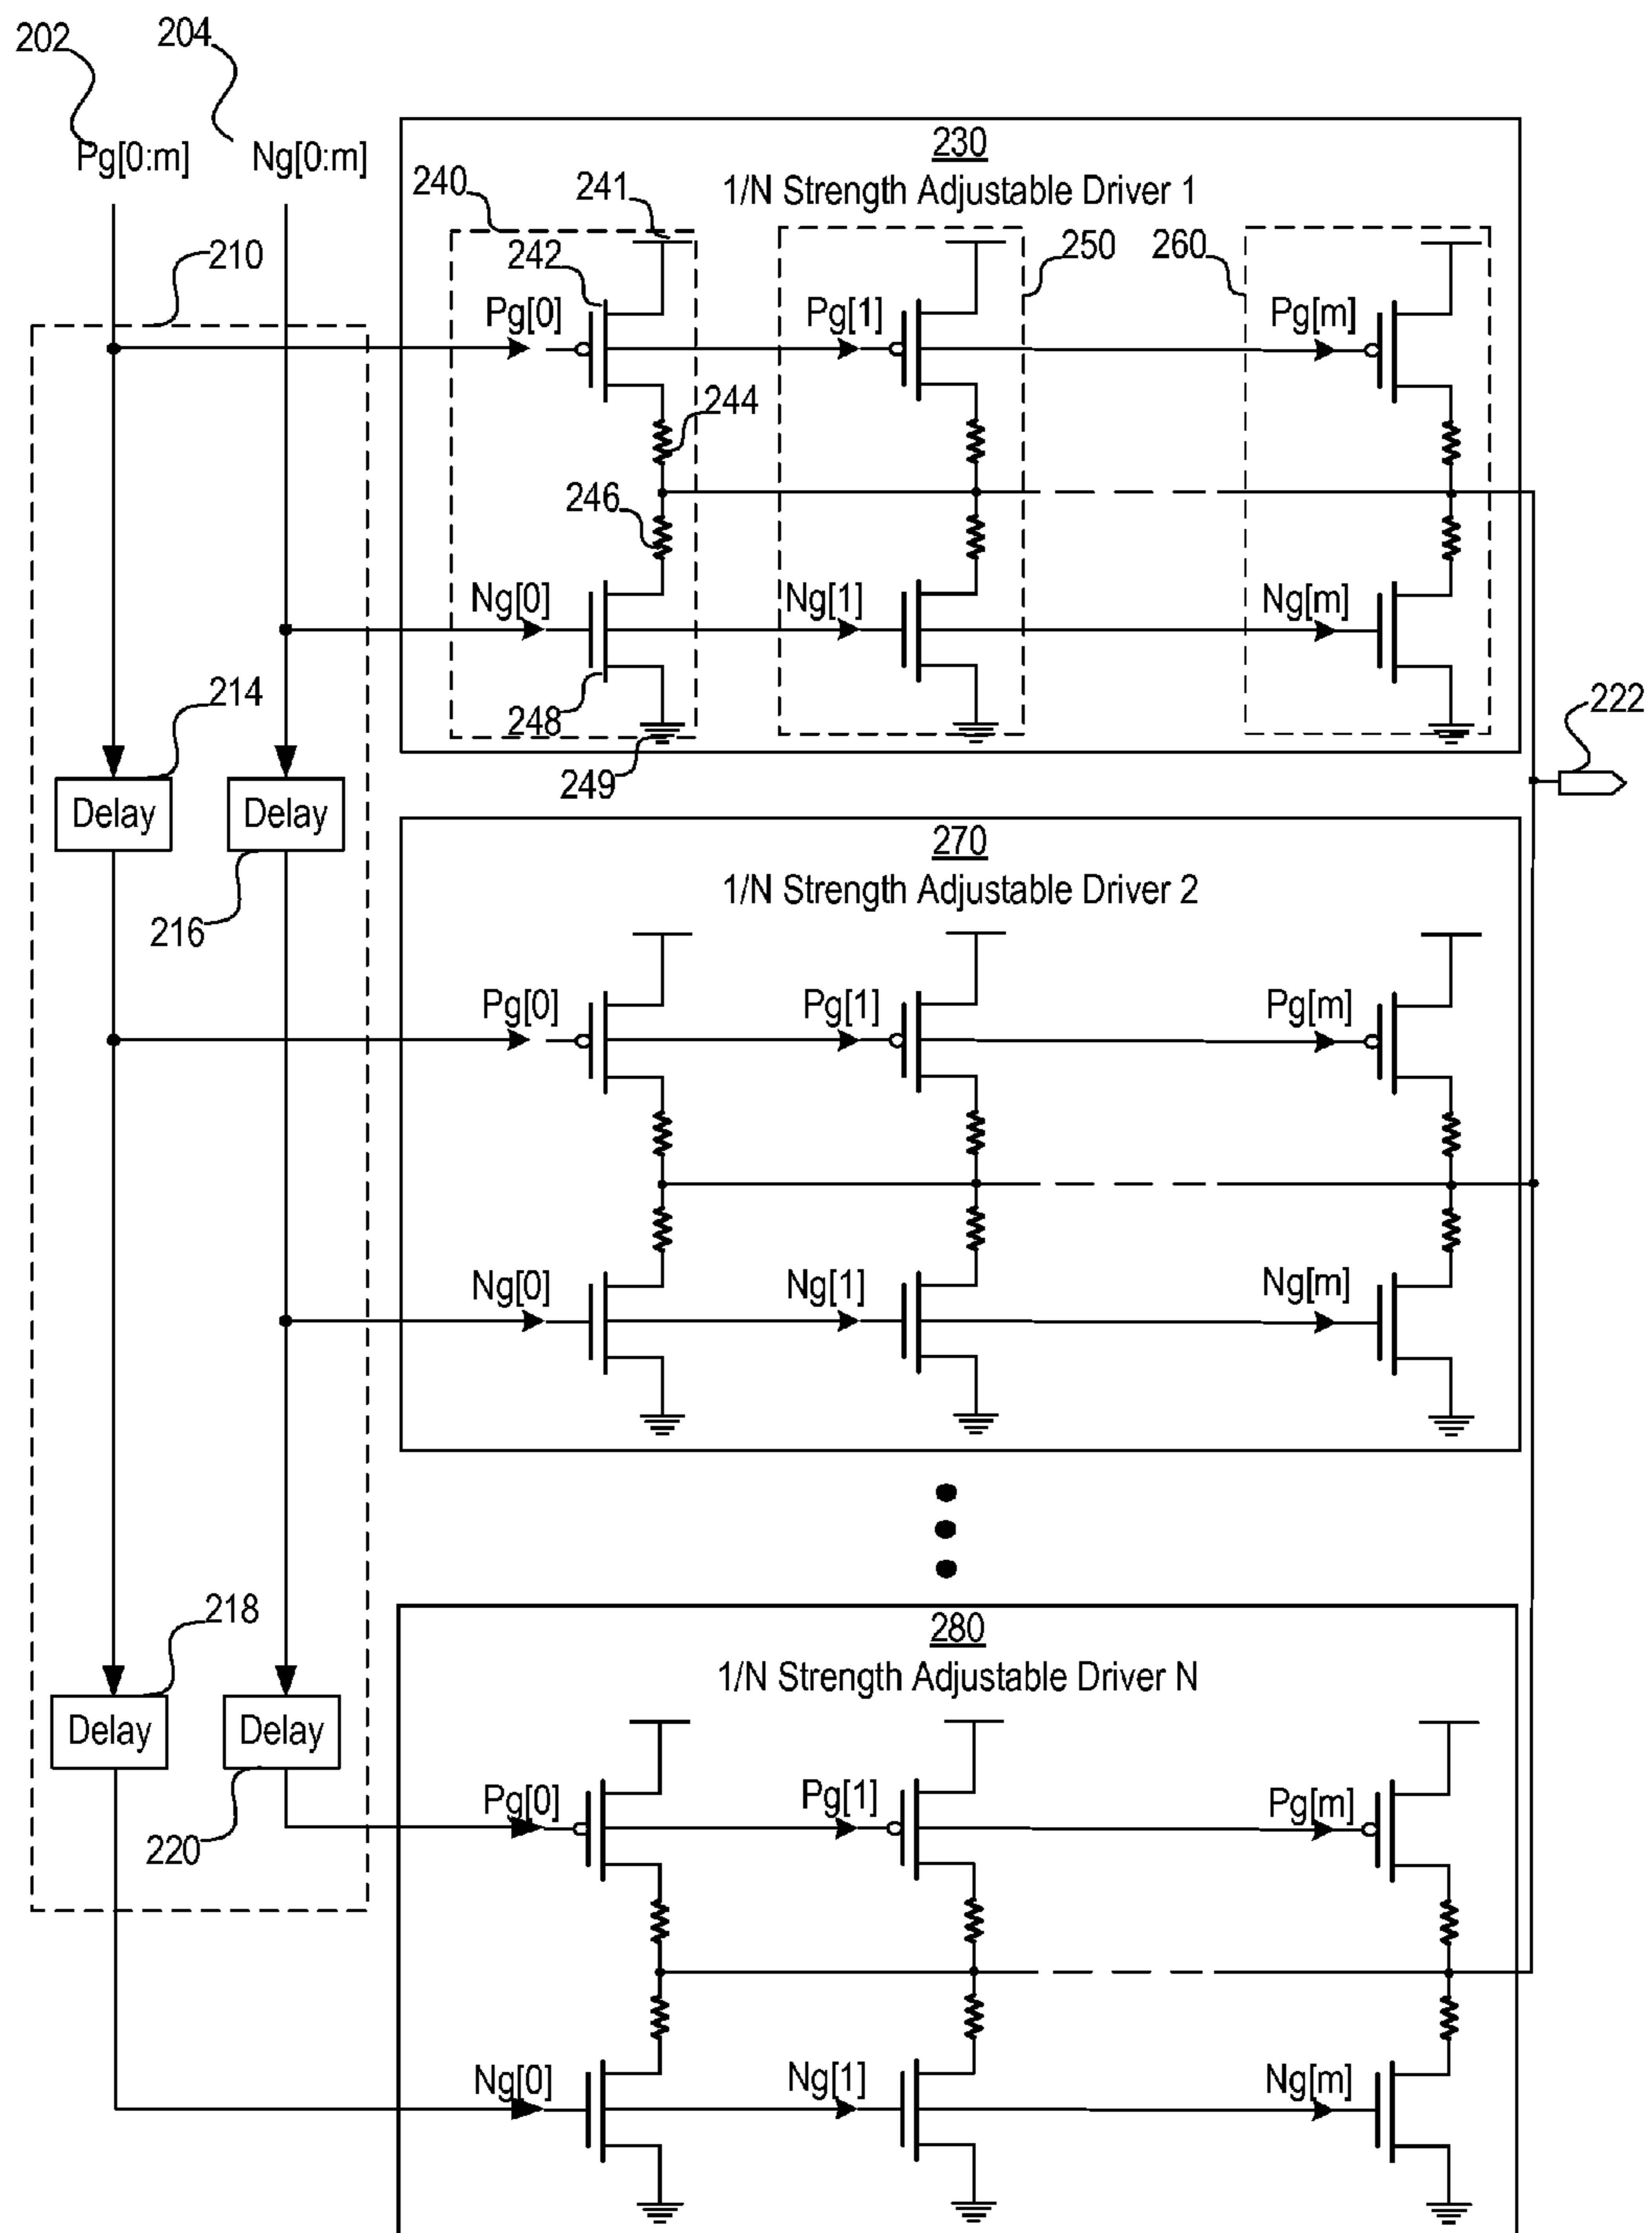 202
204
Pg[0:m]
Ng[0:m]
230
1/N Strength Adjustable Driver 1
240
241
210
242
250
260
Pg[0]
Pg[1]
Pg[m]
244
246
Ng[0]
Ng[1]
Ng[m]
214
248
222
249
Delay
Delay
216
270
1/N Strength Adjustable Driver 2
Pg[0]
Pg[1]
Pg[m]
Ng[0]
Ng[1]
Ng[m]
218
280
1/N Strength Adjustable Driver N
Delay
Delay
220
Pg[0]
Pg[1]
Pg[m]
Ng[0]
Ng[1]
Ng[m]